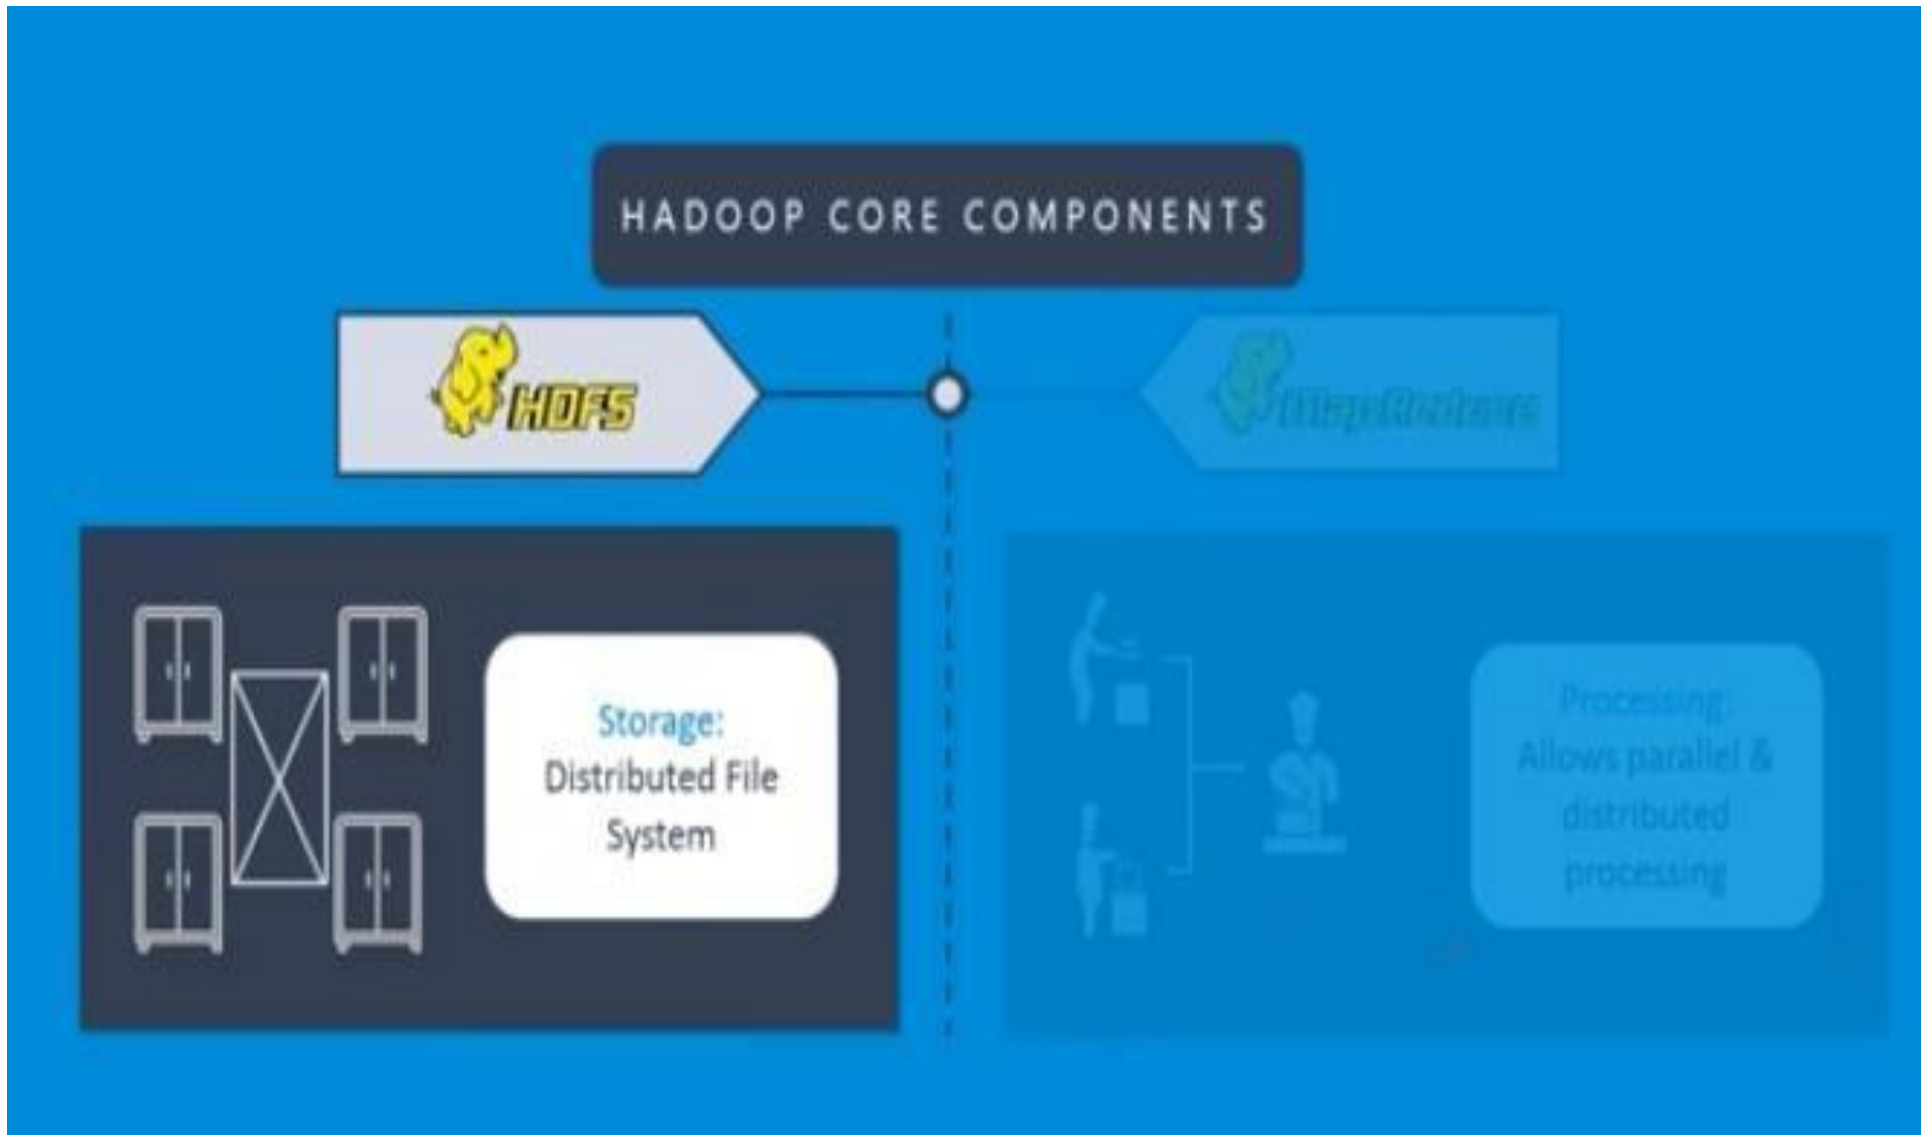 HADOOP CORE COMPONENTS
HDFS
MapReduce
Storage:
Distributed File
System
Processing:
Allows parallel &
distributed
processing